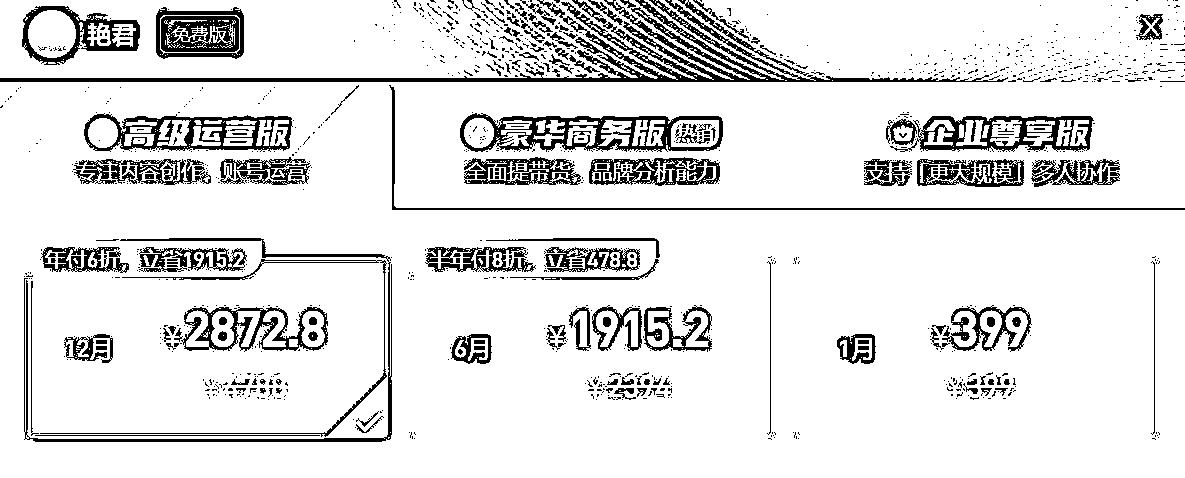 艳君 免费版 X
高级运营版
专注内容创作、账号运营
豪华商务版 热销
全面提带货、品牌分析能力
企业尊享版
支持「更大规模」多人协作
年付6折，立省1915.2
12月 ¥2872.8
¥4788
半年付8折，立省478.8
6月 ¥1915.2
¥2394
1月 ¥399
¥399